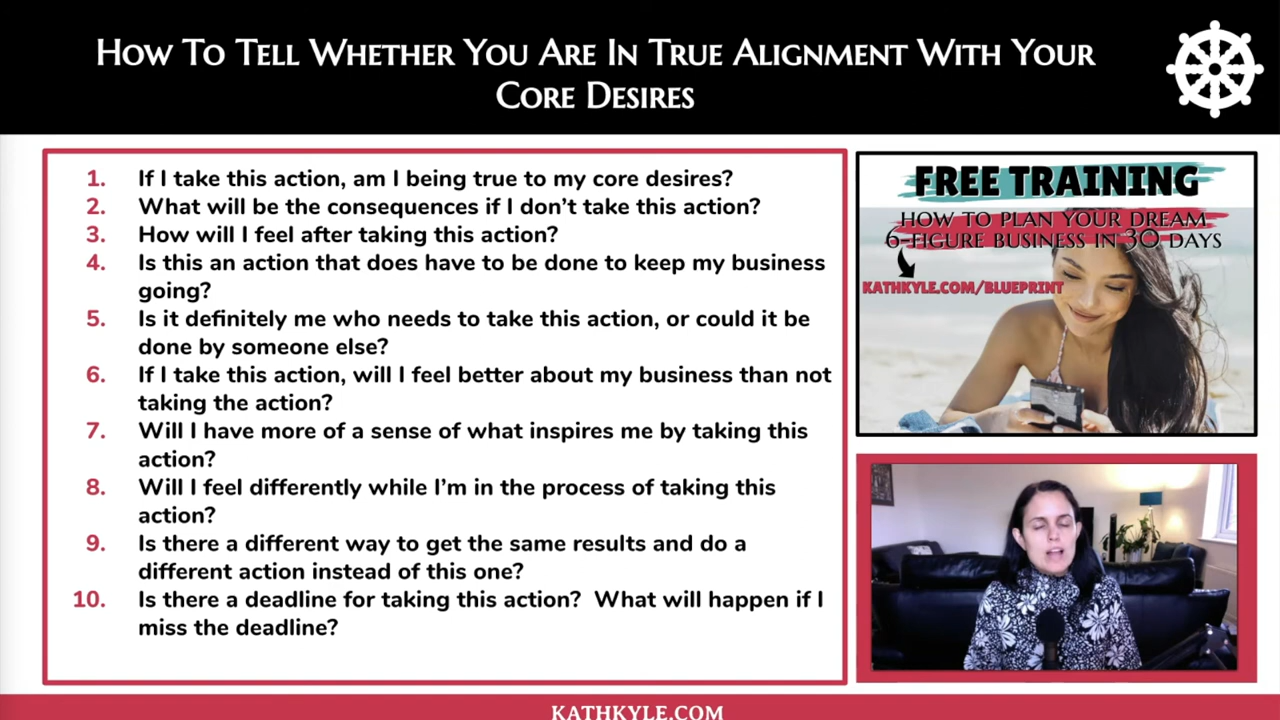 How To Tell Whether You Are In True Alignment With Your
Core Desires
1. If I take this action, am I being true to my core desires?
2. What will be the consequences if I don’t take this action?
3. How will I feel after taking this action?
4. Is this an action that does have to be done to keep my business
going?
5. Is it definitely me who needs to take this action, or could it be
done by someone else?
6. If I take this action, will I feel better about my business than not
taking the action?
7. Will I have more of a sense of what inspires me by taking this
action?
8. Will I feel differently while I’m in the process of taking this
action?
9. Is there a different way to get the same results and do a
different action instead of this one?
10. Is there a deadline for taking this action?  What will happen if I
miss the deadline?
FREE TRAINING
HOW TO PLAN YOUR DREAM
6-FIGURE BUSINESS IN 30 DAYS
KATHKYLE.COM/BLUEPRINT
KATHKYLE.COM